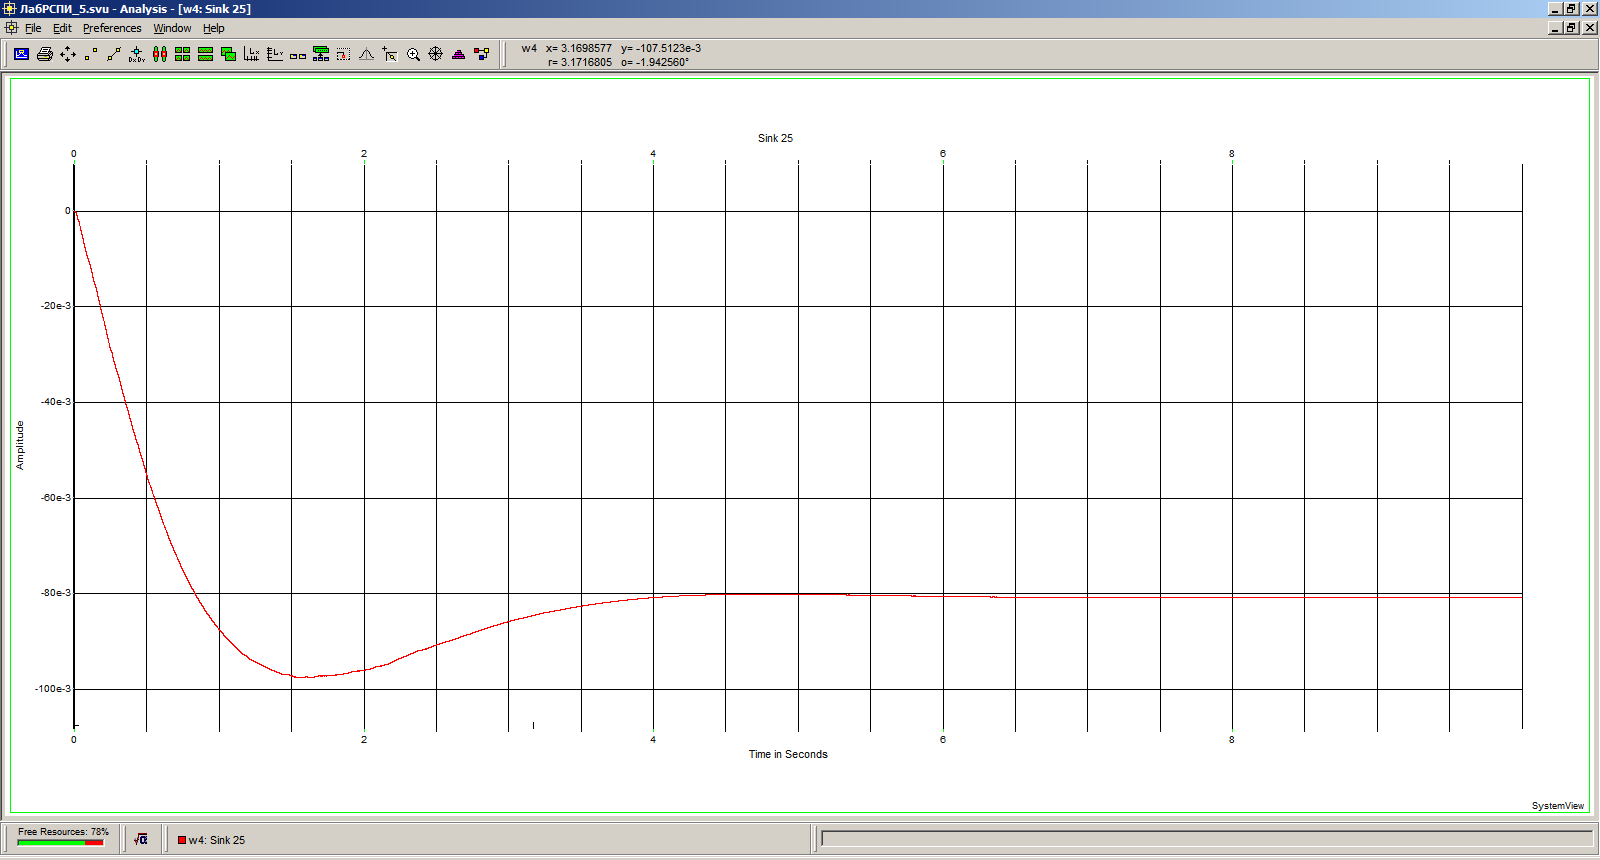 ЛабРСПИ_5.svu - Analysis - [w4: Sink 25]
File Edit Preferences Window Help
w4 x= 3.1698577 y= -107.5123e-3
r= 3.1716805 o= -1.942560°
Sink 25
0 2 4 6 8
0
-20e-3
-40e-3
-60e-3
-80e-3
-100e-3
Amplitude
0 2 4 6 8
Time in Seconds
SystemView
Free Resources: 78%
w4: Sink 25